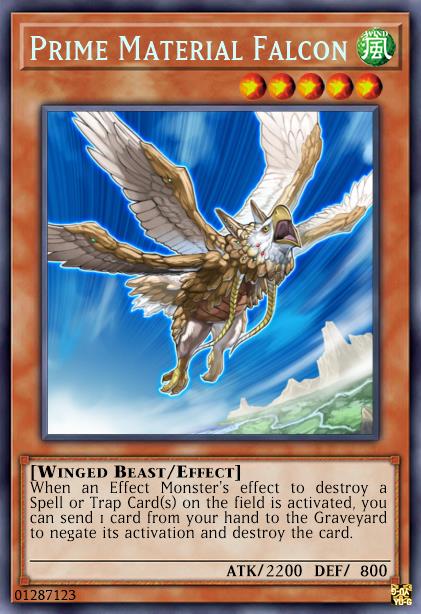 PRIME MATERIAL FALCON
WIND
風
[WINGED BEAST/EFFECT]
When an Effect Monster's effect to destroy a
Spell or Trap Card(s) on the field is activated, you
can send 1 card from your hand to the Graveyard
to negate its activation and destroy the card.
ATK/2200 DEF/ 800
01287123